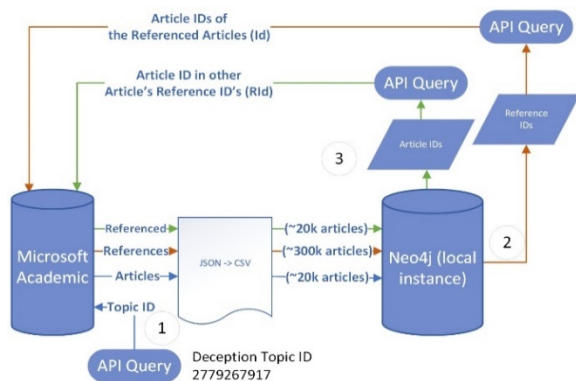 Article IDs of
the Referenced Articles (Id)
API Query
Article ID in other
Article's Reference ID's (RId)
API Query
Reference
IDs
3
Article IDs
Microsoft
Academic
Referenced
References
Articles
Topic ID
JSON -> CSV
(~20k articles)
(~300k articles)
(~20k articles)
Neo4j (local
instance)
2
1
API Query
Deception Topic ID
2779267917